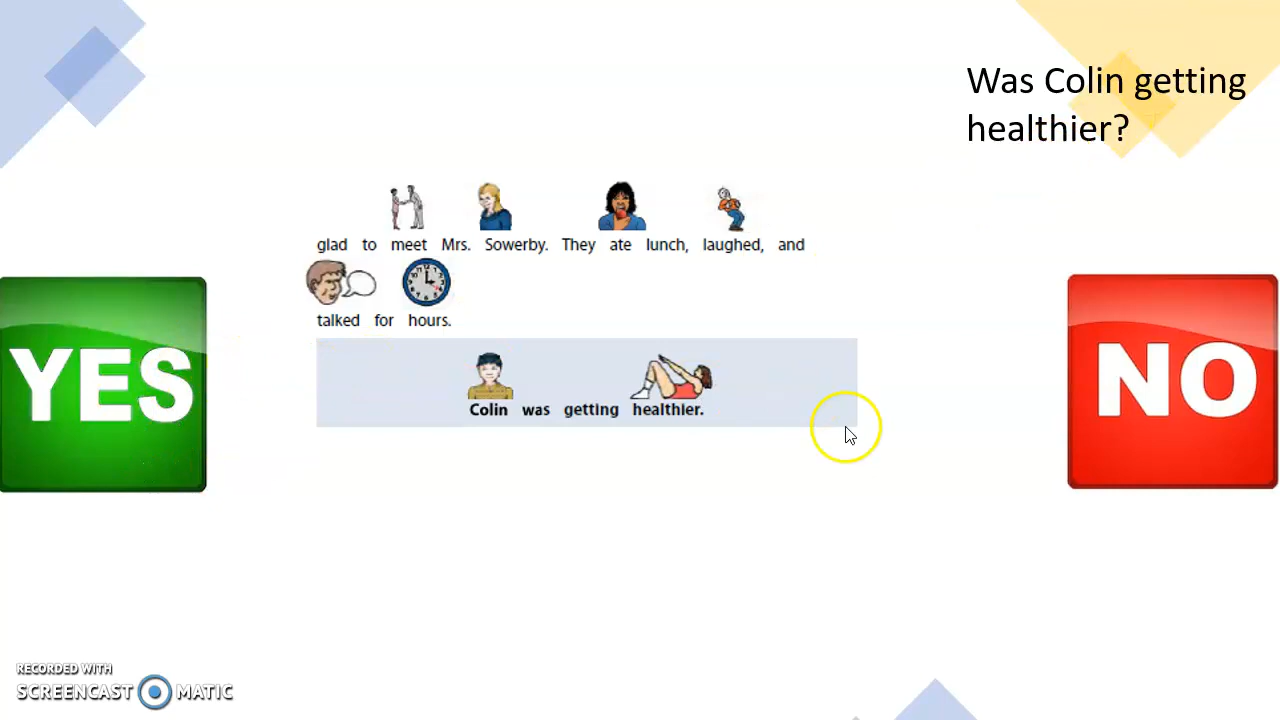 Was Colin getting
healthier?
glad to meet Mrs. Sowerby. They ate lunch, laughed, and
talked for hours.
YES
Colin was getting healthier.
NO
RECORDED WITH
SCREENCAST MATIC